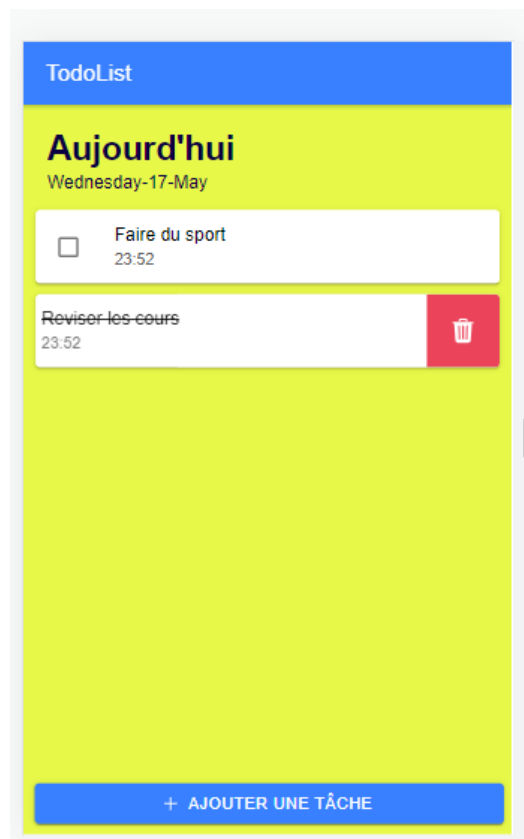 TodoList
Aujourd'hui
Wednesday-17-May
Faire du sport
23:52
Reviser les cours
23:52
+ AJOUTER UNE TÂCHE